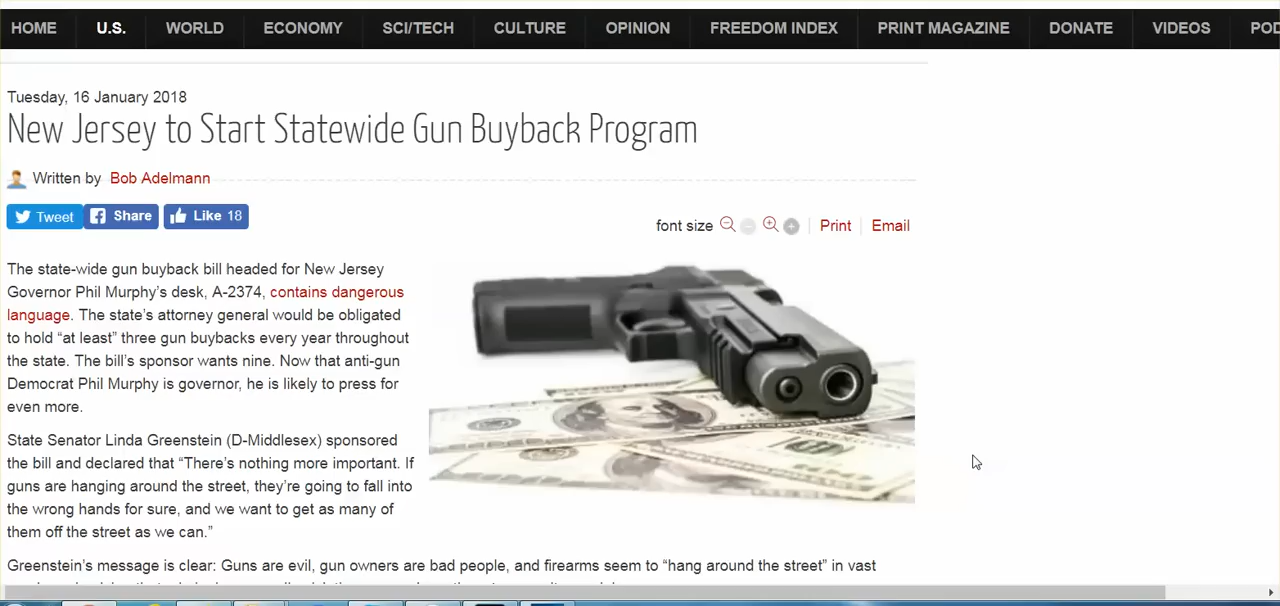 HOME U.S. WORLD ECONOMY SCI/TECH CULTURE OPINION FREEDOM INDEX PRINT MAGAZINE DONATE VIDEOS
Tuesday, 16 January 2018
New Jersey to Start Statewide Gun Buyback Program
Written by Bob Adelmann
Tweet Share Like 18
font size Print Email
The state-wide gun buyback bill headed for New Jersey
Governor Phil Murphy's desk, A-2374, contains dangerous
language. The state's attorney general would be obligated
to hold “at least” three gun buybacks every year throughout
the state. The bill's sponsor wants nine. Now that anti-gun
Democrat Phil Murphy is governor, he is likely to press for
even more.
State Senator Linda Greenstein (D-Middlesex) sponsored
the bill and declared that “There's nothing more important. If
guns are hanging around the street, they're going to fall into
the wrong hands for sure, and we want to get as many of
them off the street as we can.”
Greenstein's message is clear: Guns are evil, gun owners are bad people, and firearms seem to “hang around the street” in vast